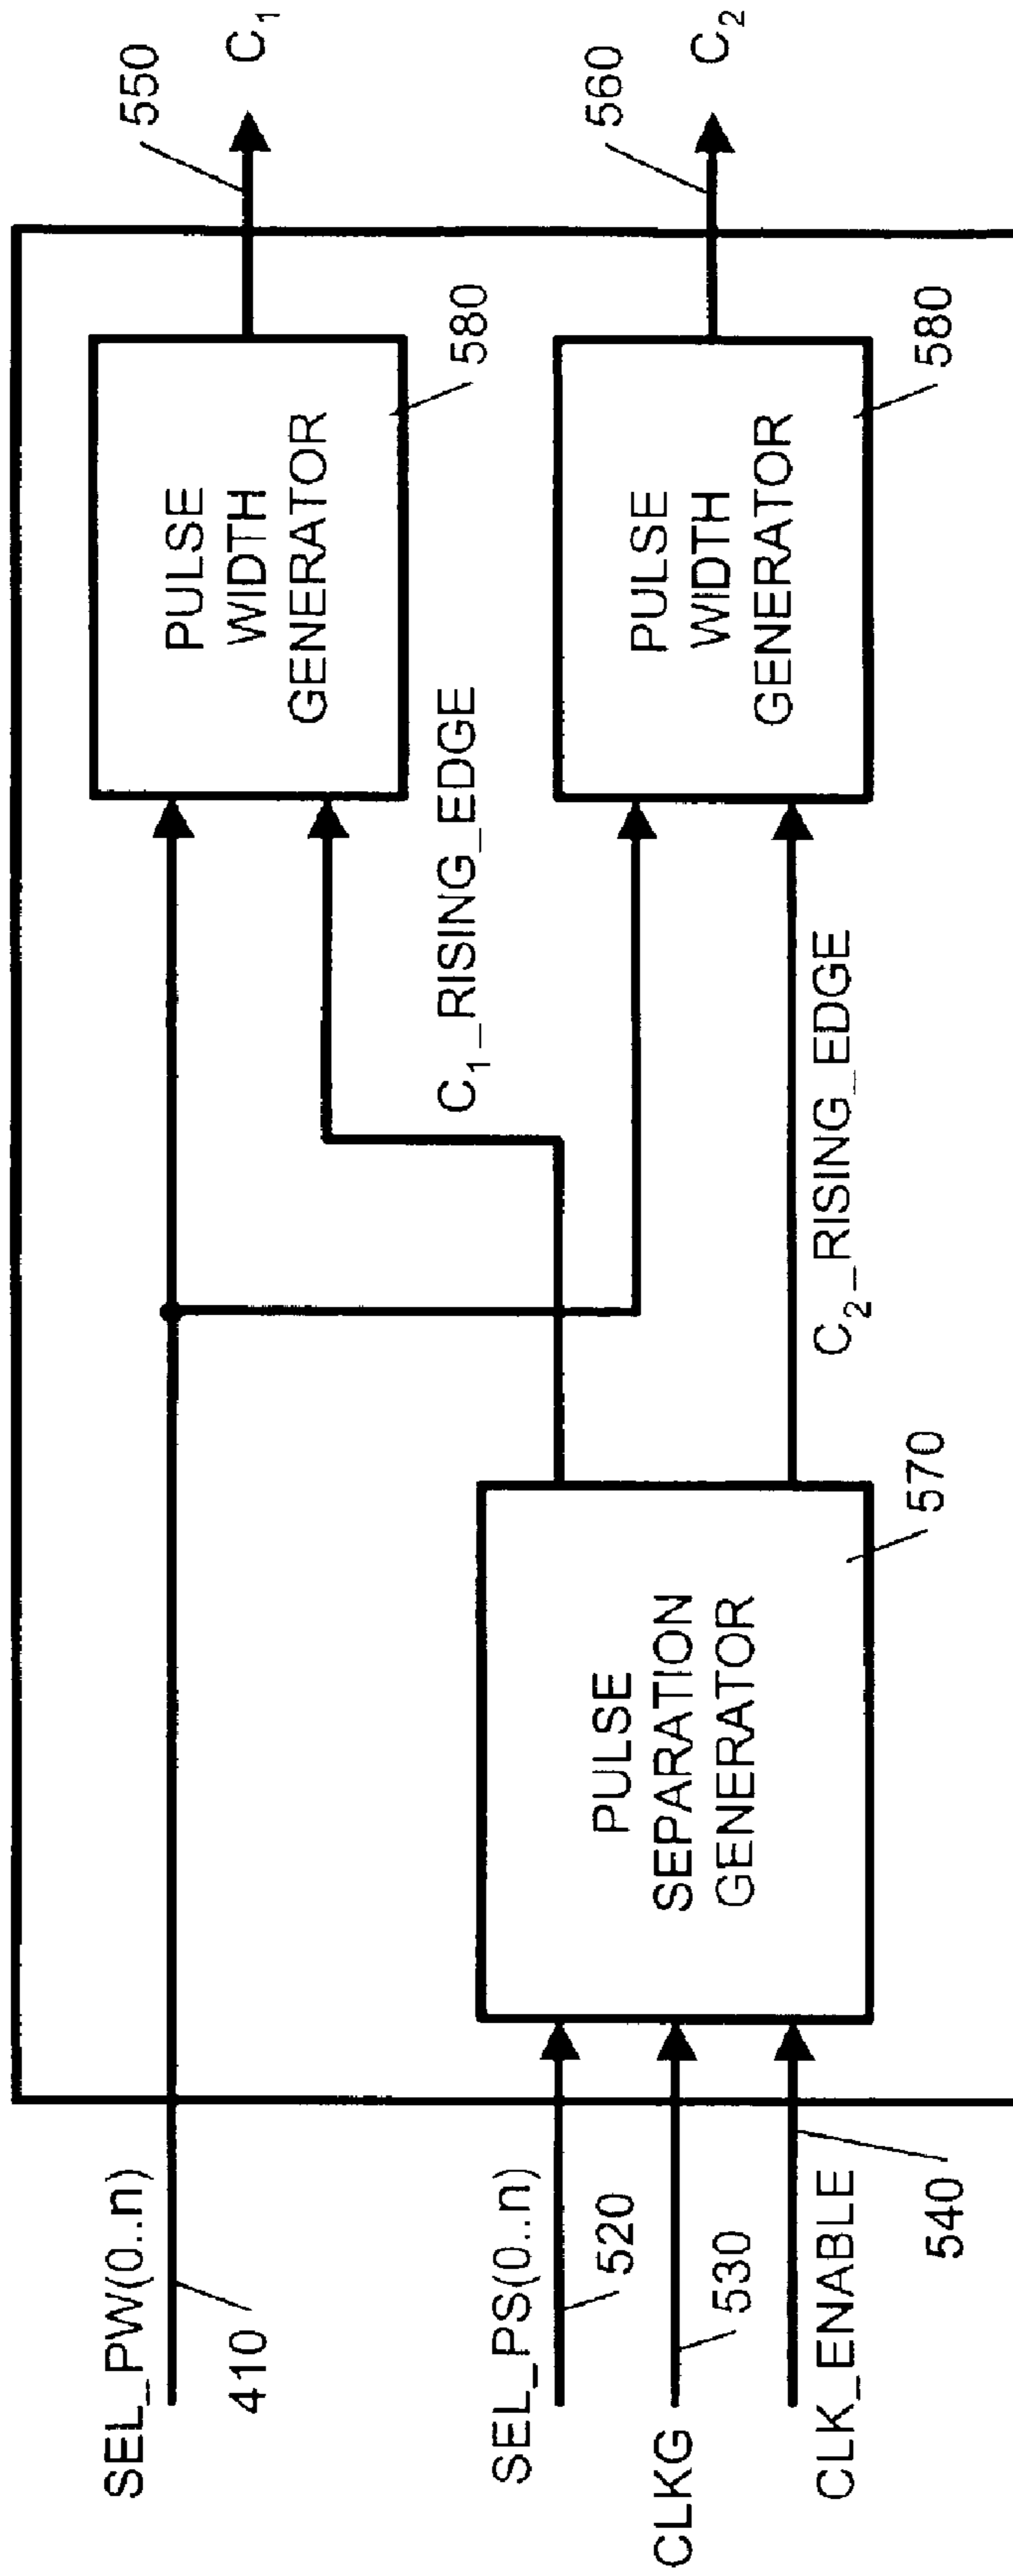 SEL_PW(0..n)
410
SEL_PS(0..n)
520
CLKG
530
CLK_ENABLE
540
PULSE
SEPARATION
GENERATOR
570
C1_RISING_EDGE
C2_RISING_EDGE
PULSE
WIDTH
GENERATOR
580
PULSE
WIDTH
GENERATOR
580
550
C1
560
C2